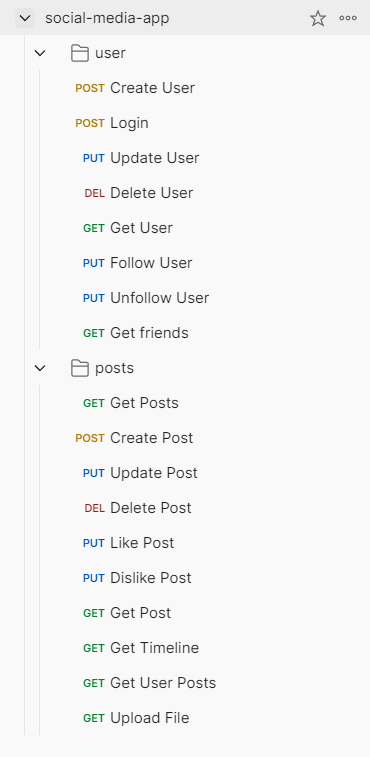 social-media-app
user
POST Create User
POST Login
PUT Update User
DEL Delete User
GET Get User
PUT Follow User
PUT Unfollow User
GET Get friends
posts
GET Get Posts
POST Create Post
PUT Update Post
DEL Delete Post
PUT Like Post
PUT Dislike Post
GET Get Post
GET Get Timeline
GET Get User Posts
GET Upload File